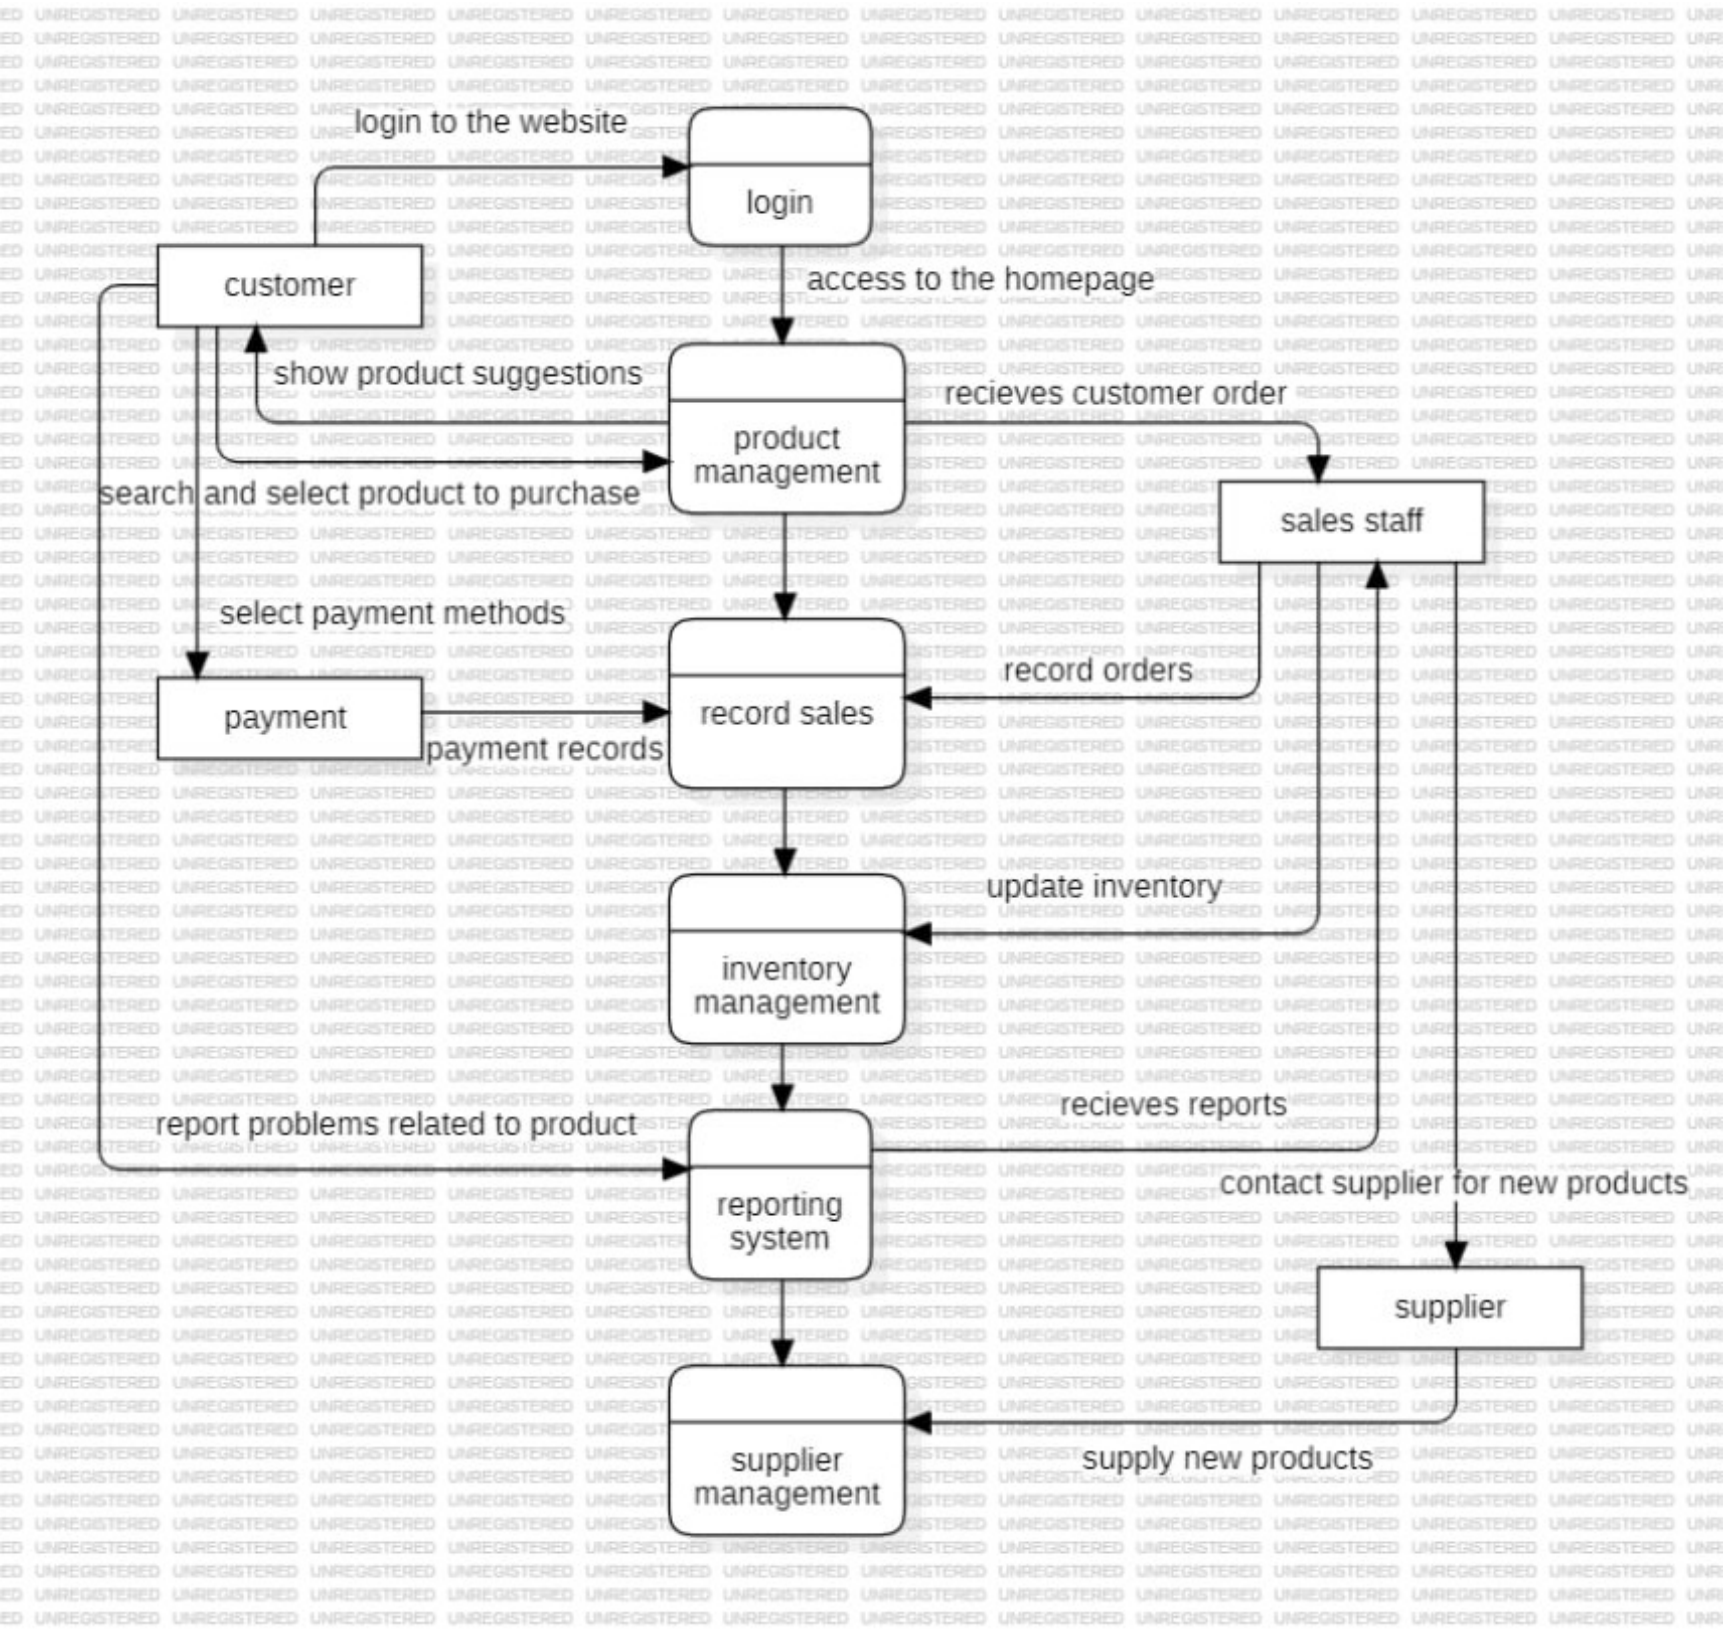 login to the website
login
customer
access to the homepage
show product suggestions
recieves customer order
product
management
search and select product to purchase
sales staff
select payment methods
record orders
payment
record sales
payment records
update inventory
inventory
management
recieves reports
report problems related to product
contact supplier for new products
reporting
system
supplier
supply new products
supplier
management
UNREGISTERED